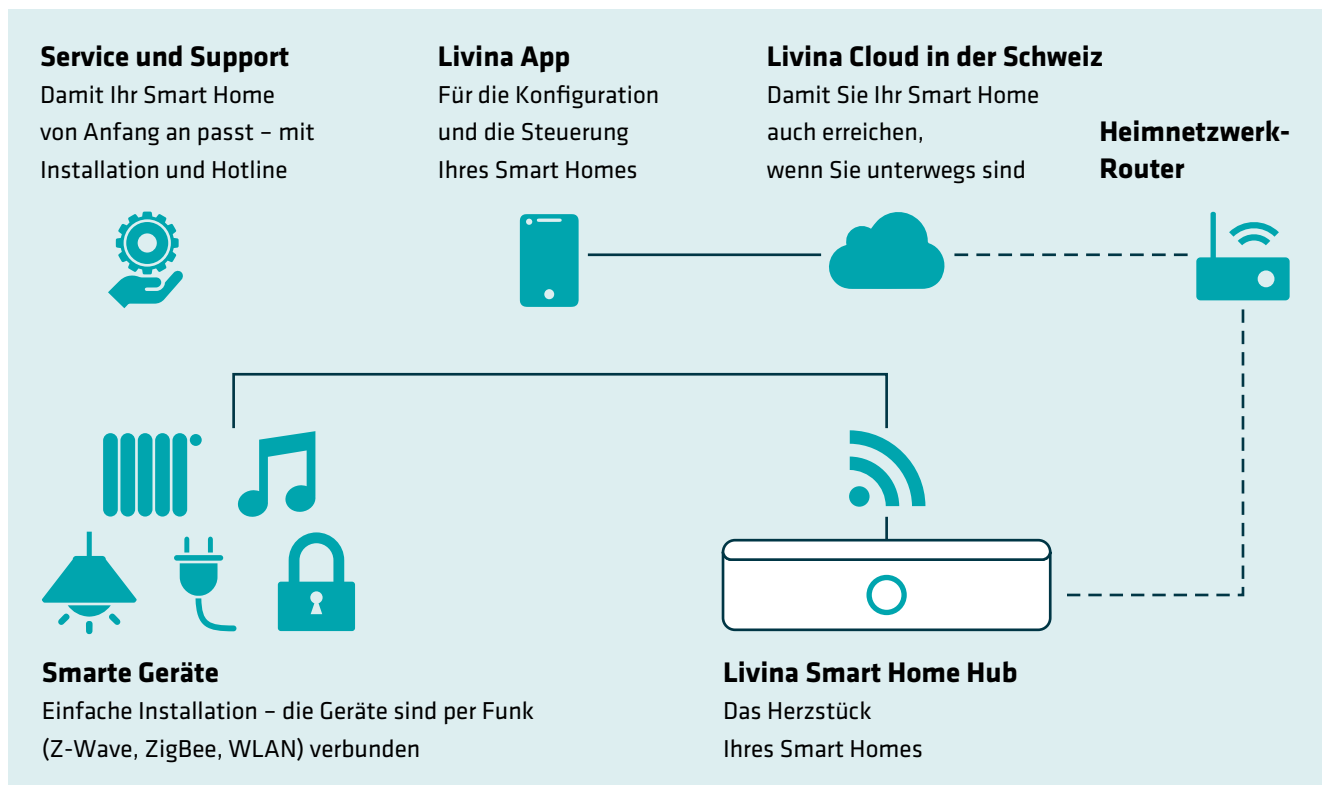 Service und Support
Damit Ihr Smart Home
von Anfang an passt – mit
Installation und Hotline
Livina App
Für die Konfiguration
und die Steuerung
Ihres Smart Homes
Livina Cloud in der Schweiz
Damit Sie Ihr Smart Home
auch erreichen,
wenn Sie unterwegs sind
Heimnetzwerk-
Router
Smarte Geräte
Einfache Installation – die Geräte sind per Funk
(Z-Wave, ZigBee, WLAN) verbunden
Livina Smart Home Hub
Das Herzstück
Ihres Smart Homes